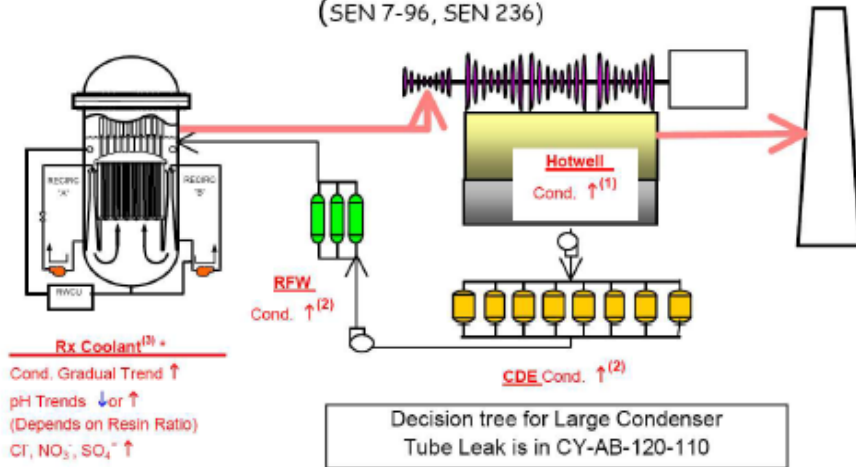 (SEN 7-96, SEN 236)
Hotwell
Cond. ↑(1)
RECIRC
"A"
RECIRC
"B"
RWCU
RFW
Cond. ↑(2)
CDE Cond. ↑(2)
Rx Coolant(3) *
Cond. Gradual Trend ↑
pH Trends ↓or ↑
(Depends on Resin Ratio)
Cl⁻, NO₃⁻, SO₄⁼ ↑
Decision tree for Large Condenser
Tube Leak is in CY-AB-120-110